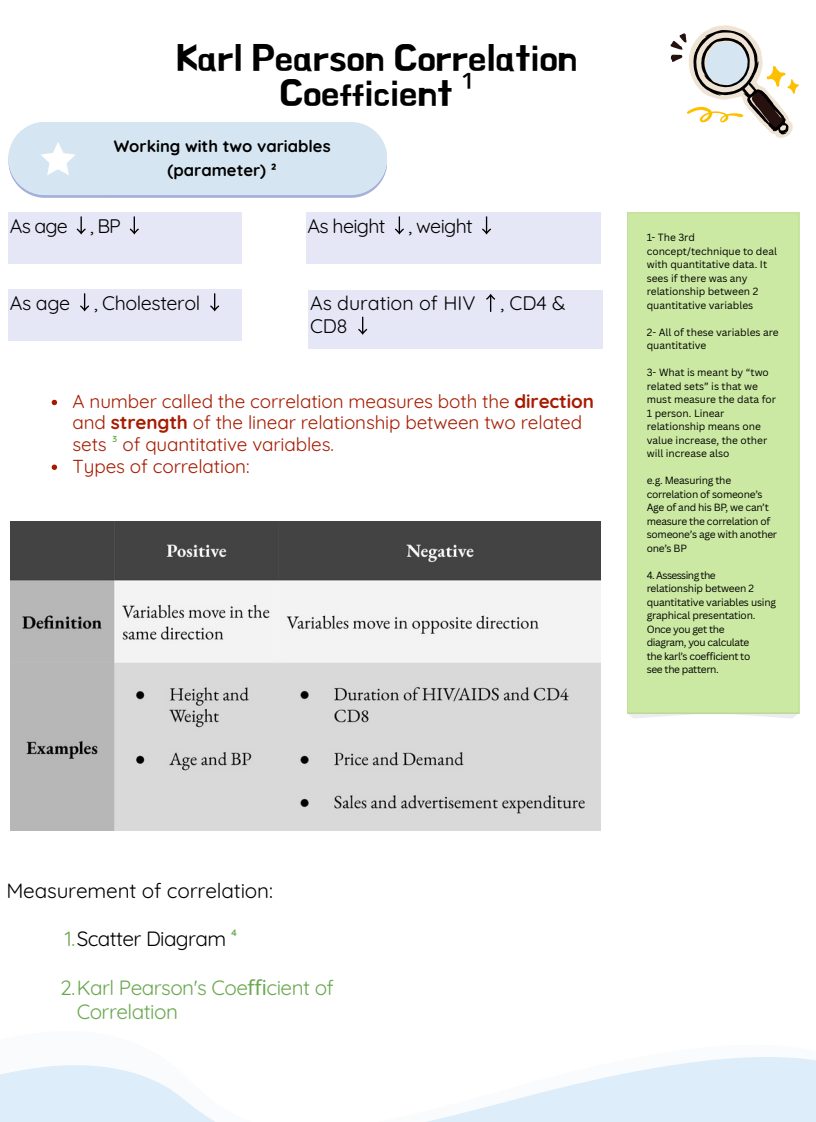 Karl Pearson Correlation
Coefficient ¹
Working with two variables
(parameter) ²
As age ↓, BP ↓
As height ↓, weight ↓
As age ↓, Cholesterol ↓
As duration of HIV ↑, CD4 &
CD8 ↓
• A number called the correlation measures both the direction
and strength of the linear relationship between two related
sets ³ of quantitative variables.
• Types of correlation:
Positive
Negative
Definition
Variables move in the
same direction
Variables move in opposite direction
Examples
● Height and
Weight
● Age and BP
● Duration of HIV/AIDS and CD4
CD8
● Price and Demand
● Sales and advertisement expenditure
Measurement of correlation:
1.Scatter Diagram ⁴
2.Karl Pearson's Coefficient of
Correlation
1- The 3rd
concept/technique to deal
with quantitative data. It
sees if there was any
relationship between 2
quantitative variables
2- All of these variables are
quantitative
3- What is meant by “two
related sets” is that we
must measure the data for
1 person. Linear
relationship means one
value increase, the other
will increase also
e.g. Measuring the
correlation of someone’s
Age of and his BP, we can’t
measure the correlation of
someone’s age with another
one’s BP
4. Assessing the
relationship between 2
quantitative variables using
graphical presentation.
Once you get the
diagram, you calculate
the karl’s coefficient to
see the pattern.